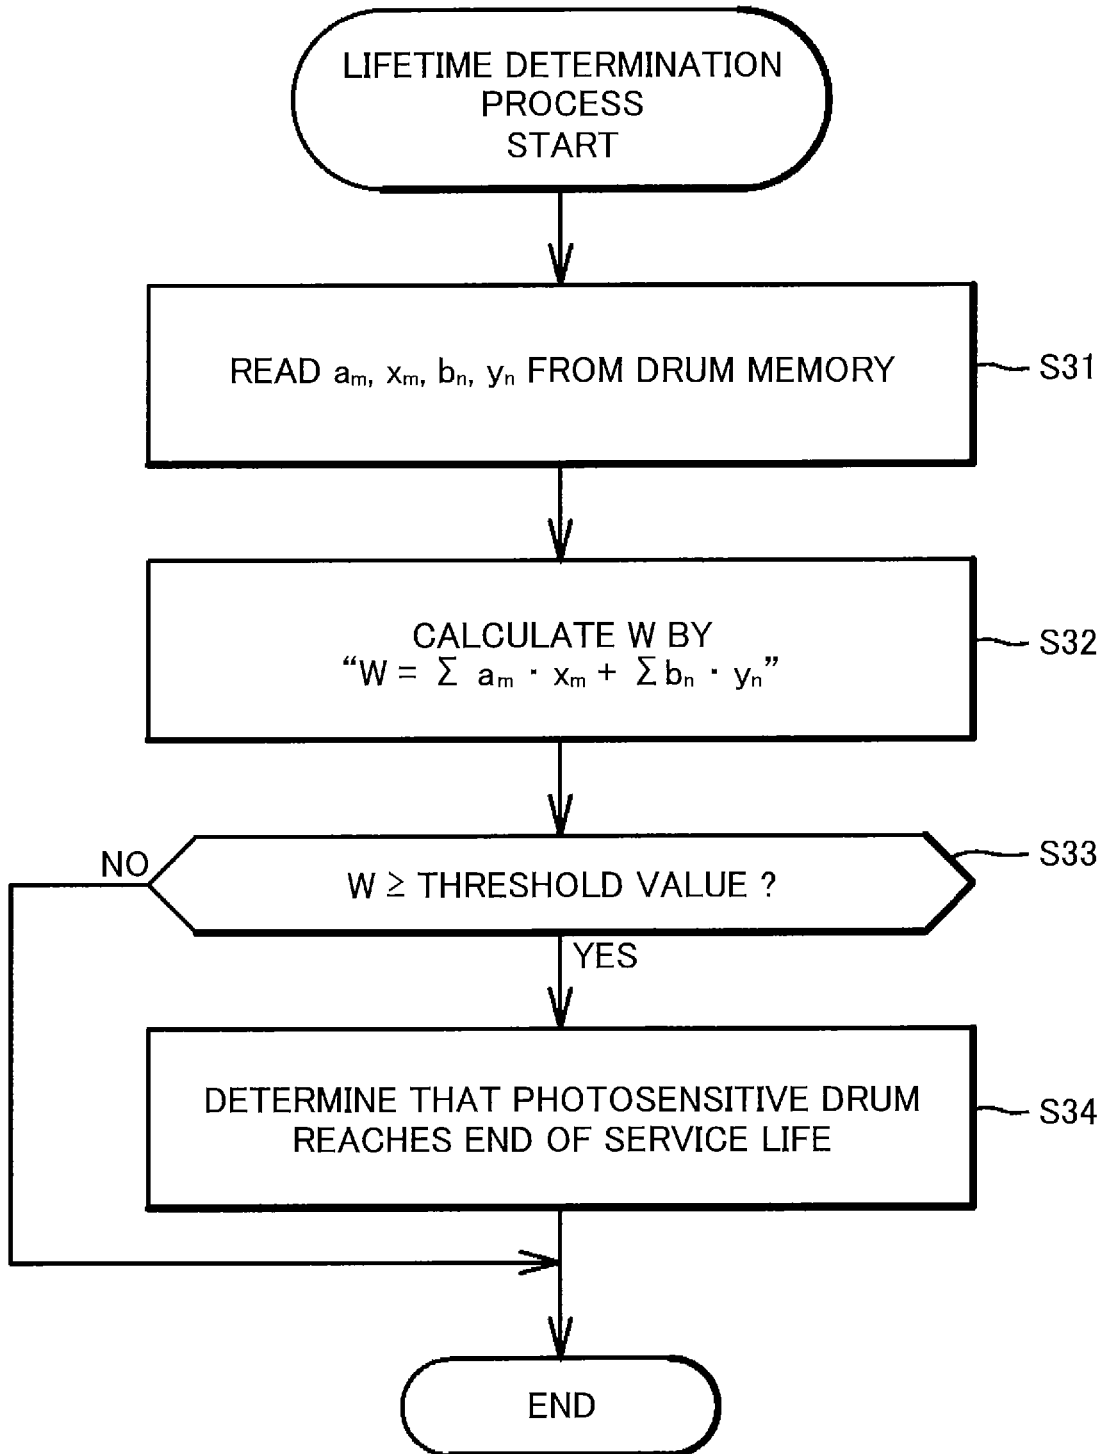 LIFETIME DETERMINATION
PROCESS
START
READ aₘ, xₘ, bₙ, yₙ FROM DRUM MEMORY
S31
CALCULATE W BY
“W = Σ aₘ · xₘ + Σ bₙ · yₙ”
S32
NO
W ≥ THRESHOLD VALUE ?
S33
YES
DETERMINE THAT PHOTOSENSITIVE DRUM
REACHES END OF SERVICE LIFE
S34
END